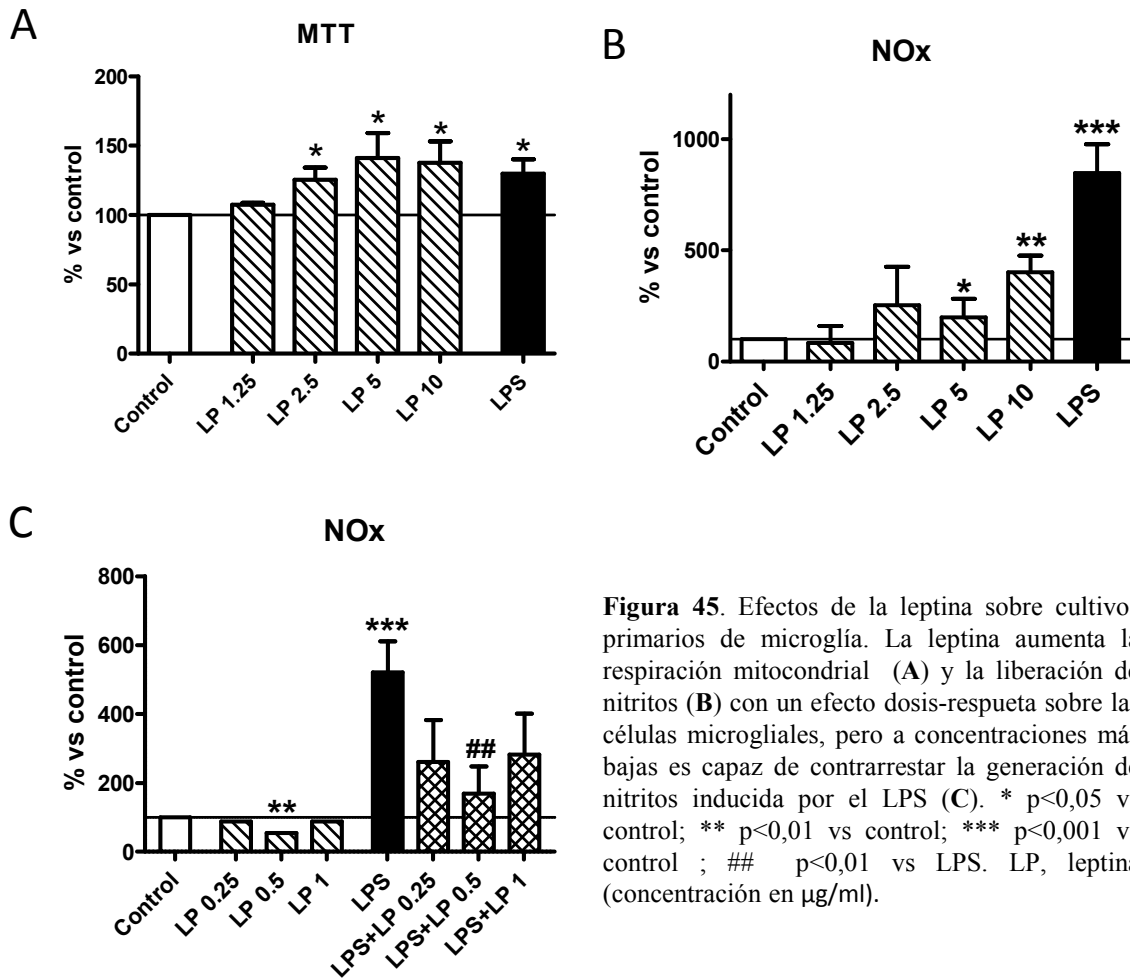 A
MTT
% vs control
200
150
100
50
0
*
*
*
*
Control
LP 1.25
LP 2.5
LP 5
LP 10
LPS
B
NOx
% vs control
1000
500
0
*
**
***
Control
LP 1.25
LP 2.5
LP 5
LP 10
LPS
C
NOx
% vs control
800
600
400
200
0
**
***
##
Control
LP 0.25
LP 0.5
LP 1
LPS
LPS+LP 0.25
LPS+LP 0.5
LPS+LP 1
Figura 45. Efectos de la leptina sobre cultivo
primarios de microglía. La leptina aumenta la
respiración mitocondrial (A) y la liberación de
nitritos (B) con un efecto dosis-respueta sobre la
células microgliales, pero a concentraciones má
bajas es capaz de contrarrestar la generación de
nitritos inducida por el LPS (C). * p<0,05 v
control; ** p<0,01 vs control; *** p<0,001 v
control ; ## p<0,01 vs LPS. LP, leptina
(concentración en µg/ml).